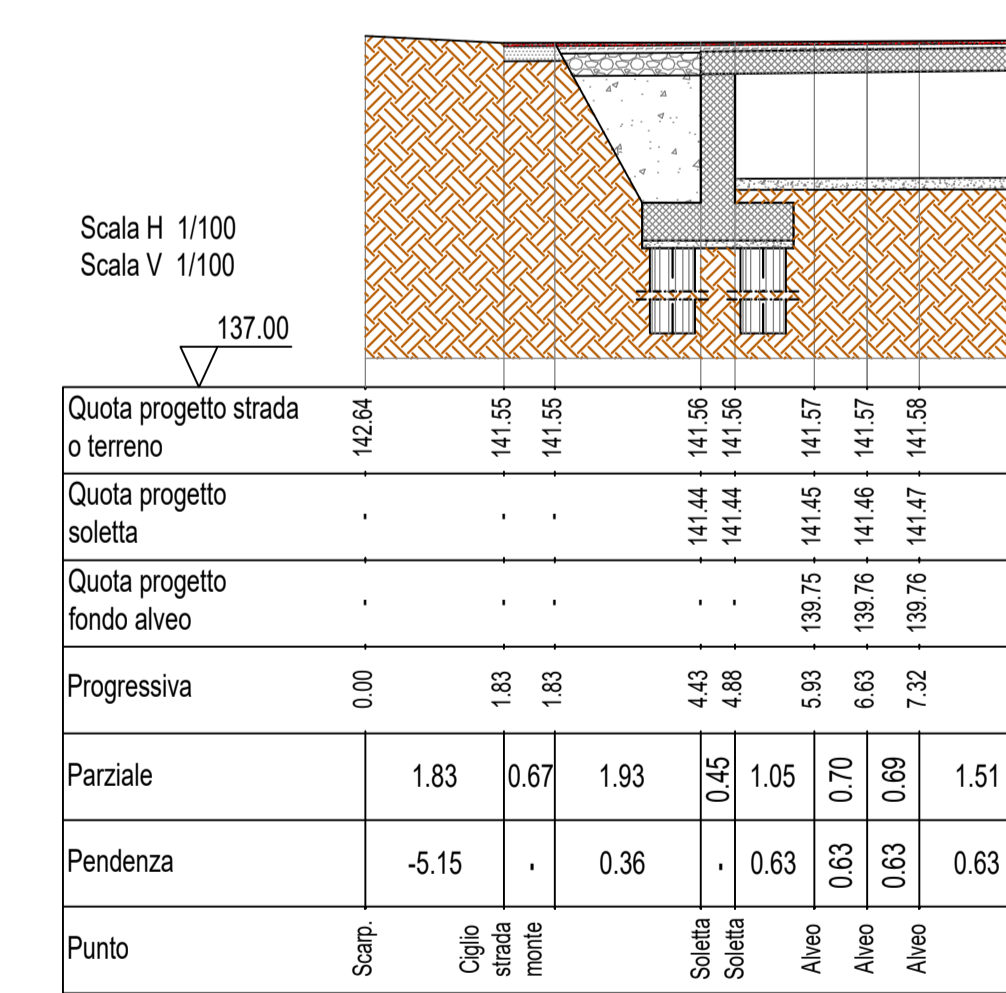 Scala H 1/100
Scala V 1/100
137.00
Quota progetto strada
o terreno
142.64 141.55 141.55 141.56 141.56 141.57 141.57 141.58
Quota progetto
soletta
- - - 141.44 141.44 141.45 141.46 141.47
Quota progetto
fondo alveo
- - - - - 139.75 139.76 139.76
Progressiva 0.00 1.83 1.83 4.43 4.88 5.93 6.63 7.32
Parziale 1.83 0.67 1.93 0.45 1.05 0.70 0.69 1.51
Pendenza -5.15 - 0.36 - 0.63 0.63 0.63 0.63
Punto Scarp.
Ciglio
strada
monte
Soletta
Soletta
Alveo
Alveo
Alveo